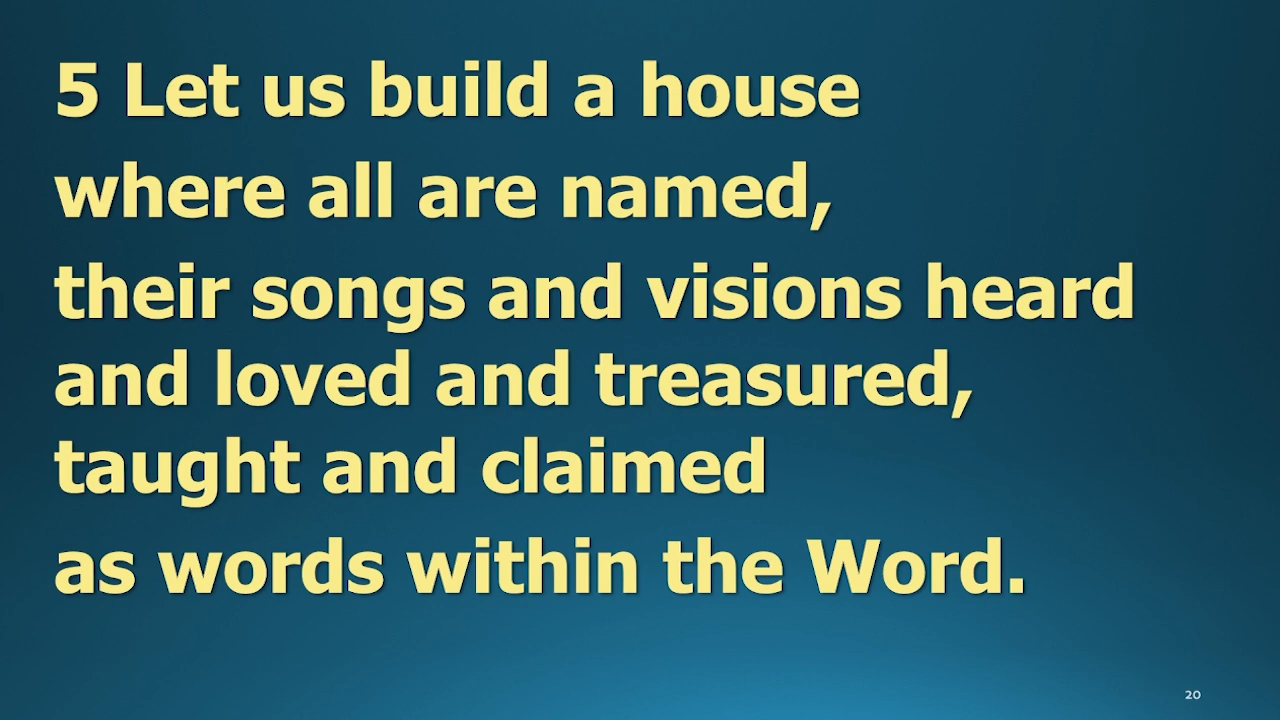 5 Let us build a house
where all are named,
their songs and visions heard
and loved and treasured,
taught and claimed
as words within the Word.
20